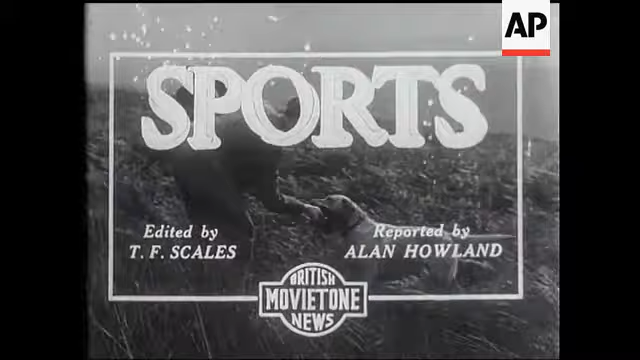 AP
SPORTS
Edited by
T. F. SCALES
Reported by
ALAN HOWLAND
BRITISH
MOVIETONE
NEWS